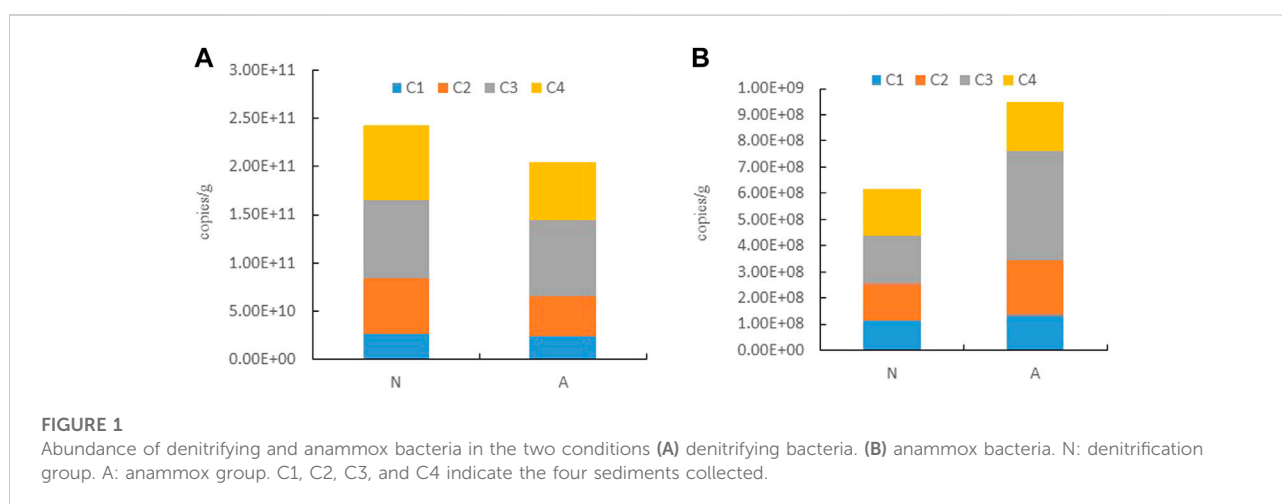 A
3.00E+11
C1 C2 C3 C4
2.50E+11
2.00E+11
1.50E+11
1.00E+11
5.00E+10
0.00E+00
copies/g
N A
B
C1 C2 C3 C4
1.00E+09
9.00E+08
8.00E+08
7.00E+08
6.00E+08
5.00E+08
4.00E+08
3.00E+08
2.00E+08
1.00E+08
0.00E+00
copies/g
N A
FIGURE 1
Abundance of denitrifying and anammox bacteria in the two conditions (A) denitrifying bacteria. (B) anammox bacteria. N: denitrification
group. A: anammox group. C1, C2, C3, and C4 indicate the four sediments collected.